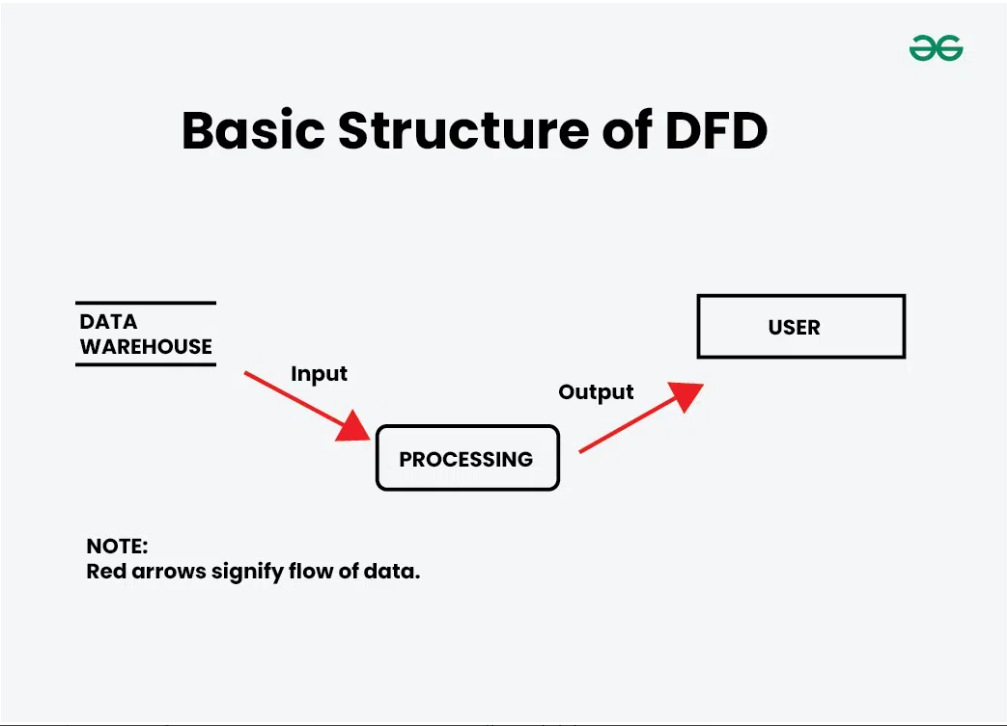 Basic Structure of DFD
DATA
WAREHOUSE
Input
PROCESSING
Output
USER
NOTE:
Red arrows signify flow of data.